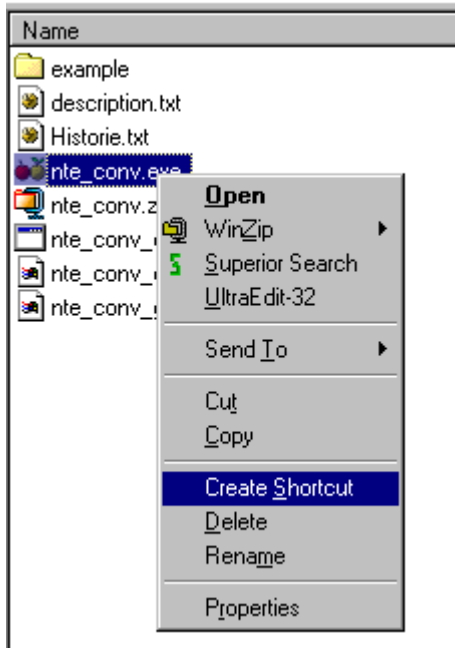 Name
example
description.txt
Historie.txt
nte_conv.exe
nte_conv.z
nte_conv_
nte_conv_
nte_conv_
Open
WinZip
Superior Search
UltraEdit-32
Send To
Cut
Copy
Create Shortcut
Delete
Rename
Properties